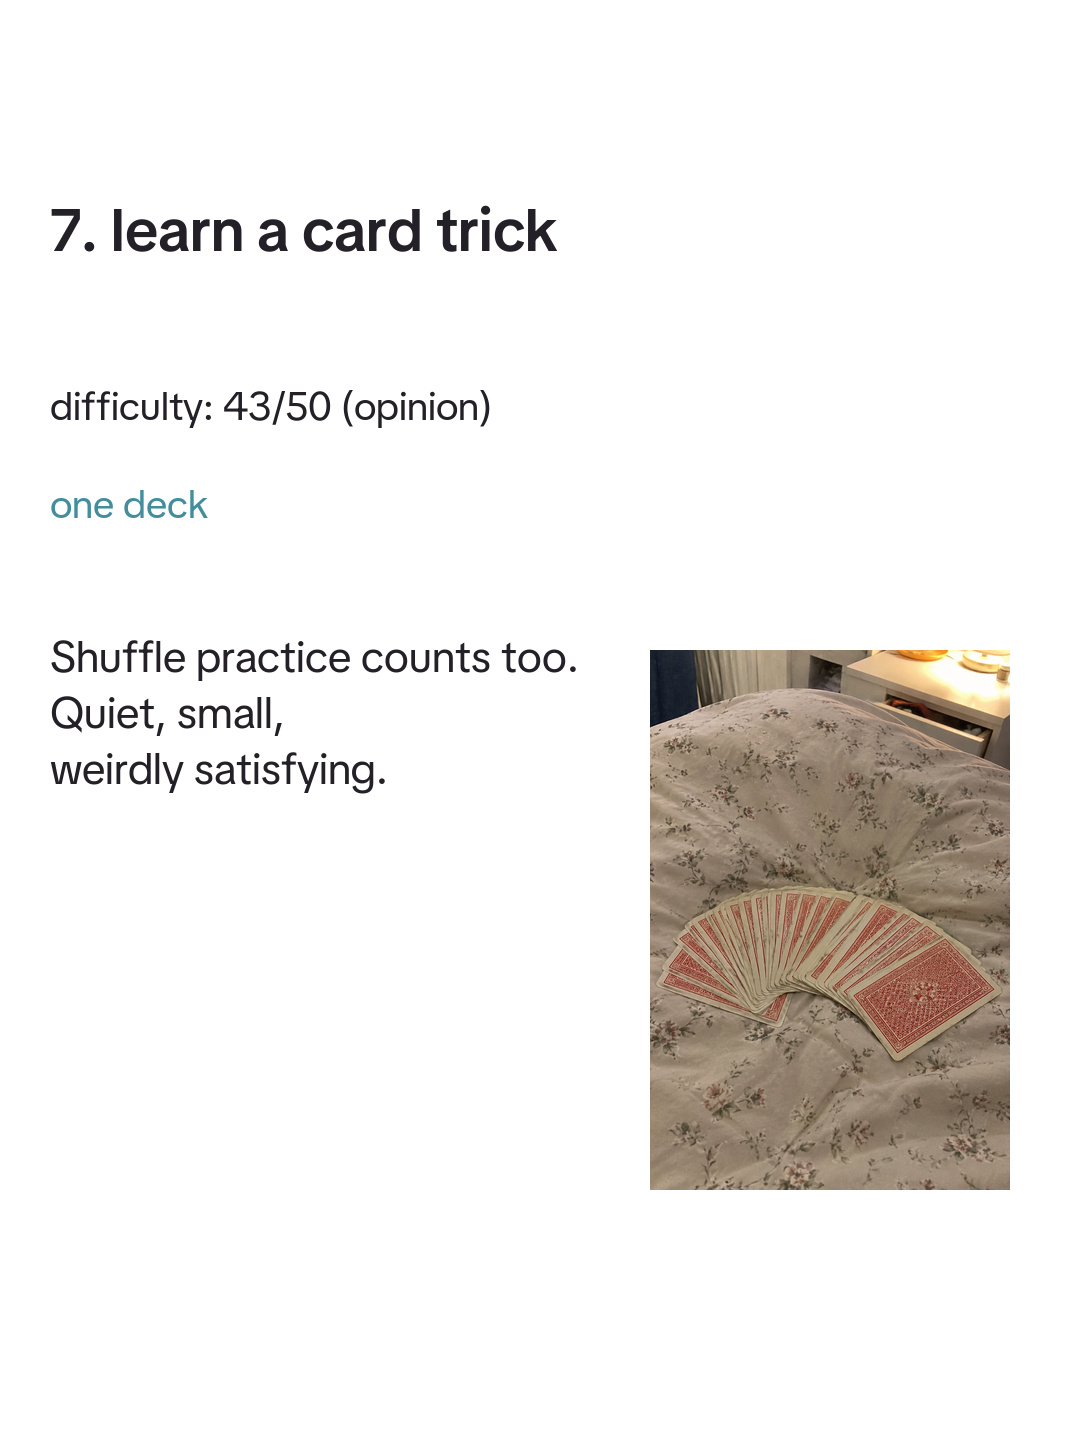 7. learn a card trick
difficulty: 43/50 (opinion)
one deck
Shuffle practice counts too.
Quiet, small,
weirdly satisfying.